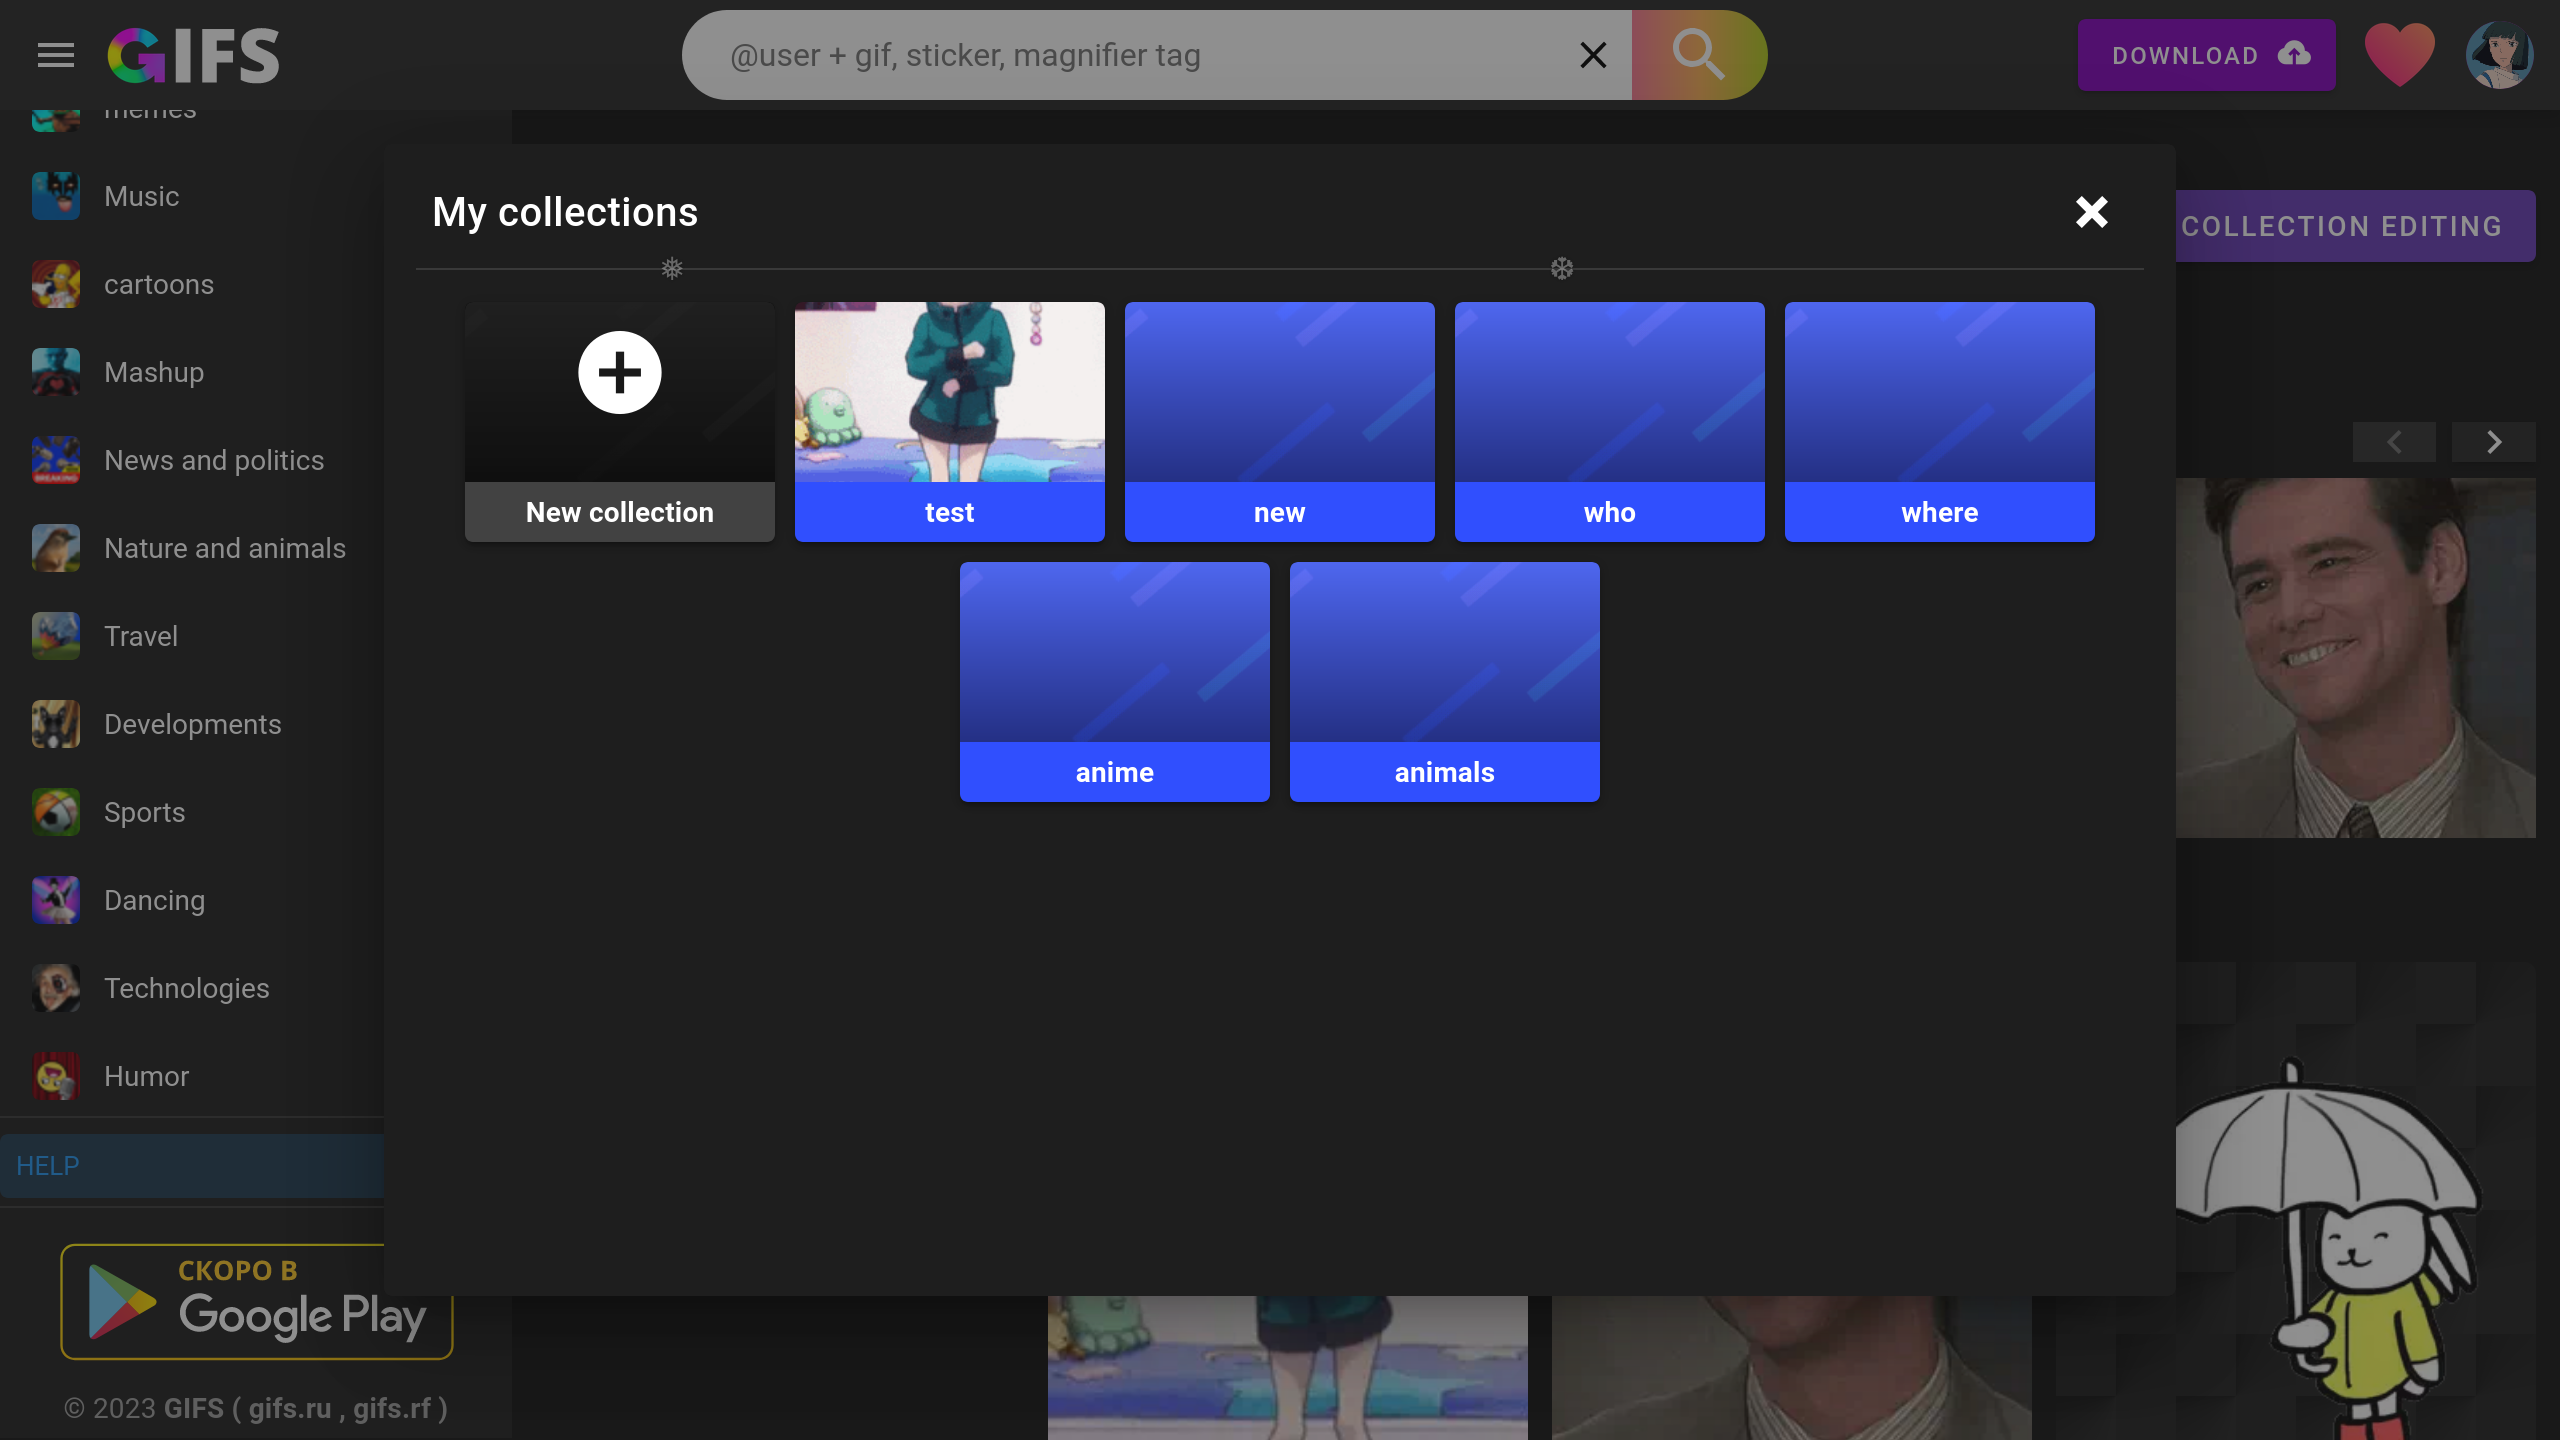 GIFS
@user + gif, sticker, magnifier tag
DOWNLOAD
memes
Music
cartoons
Mashup
News and politics
Nature and animals
Travel
Developments
Sports
Dancing
Technologies
Humor
HELP
СКОРО В
Google Play
© 2023 GIFS ( gifs.ru , gifs.rf )
My collections
COLLECTION EDITING
New collection
test
new
who
where
anime
animals